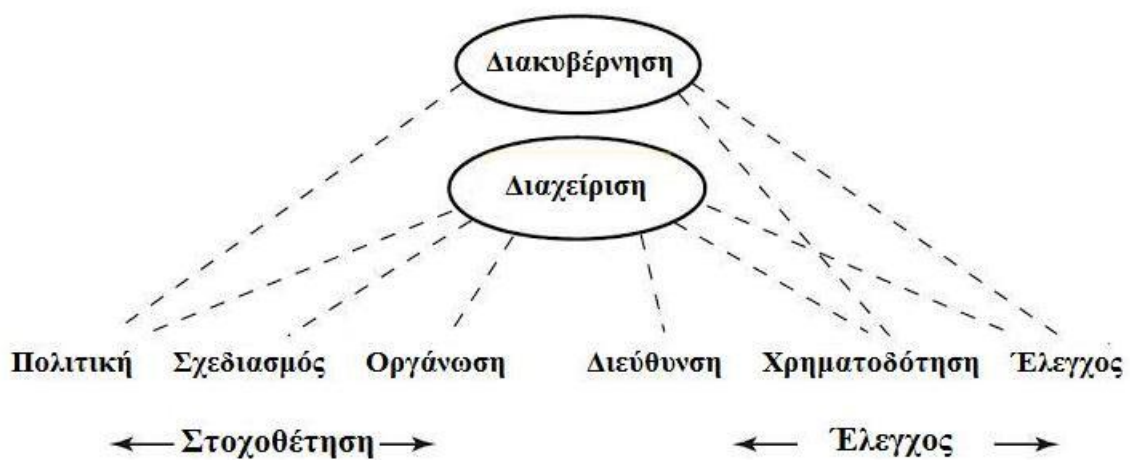 Διακυβέρνηση
Διαχείριση
Πολιτική Σχεδιασμός Οργάνωση Διεύθυνση Χρηματοδότηση Έλεγχος
Στοχοθέτηση Έλεγχος